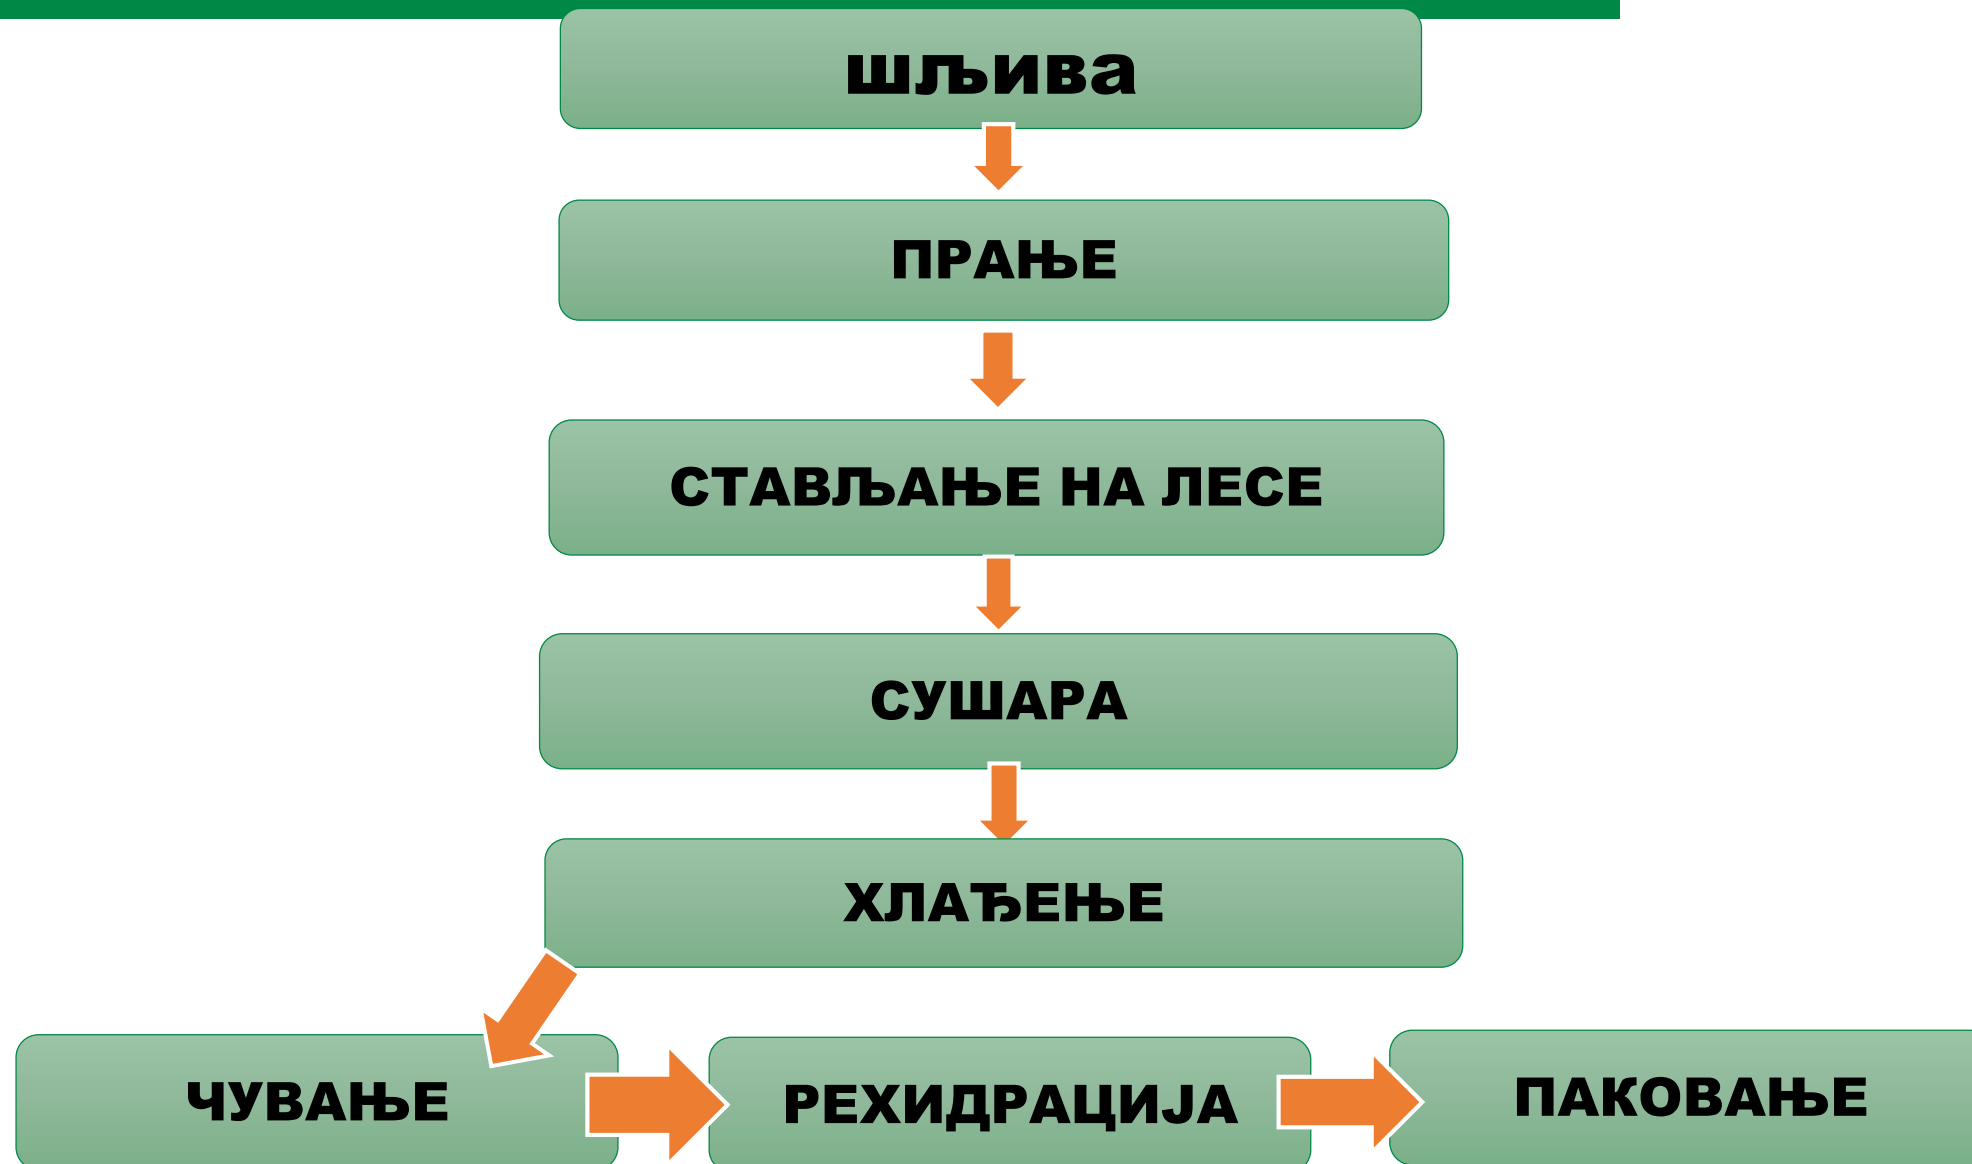 шљива
ПРАЊЕ
СТАВЉАЊЕ НА ЛЕСЕ
СУШАРА
ХЛАЂЕЊЕ
ЧУВАЊЕ
РЕХИДРАЦИЈА
ПАКОВАЊЕ